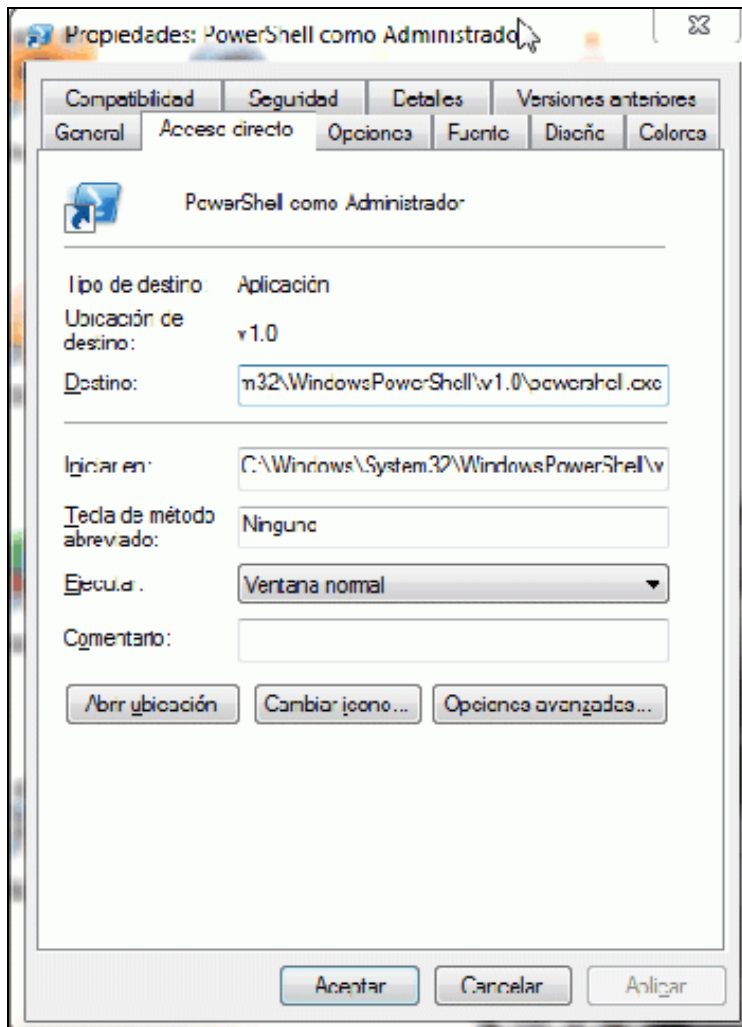 Propiedades: PowerShell como Administrador
Compatibilidad Seguridad Detalles Versiones anteriores
General Acceso directo Opciones Fuente Diseño Colores
PowerShell como Administrador
Tipo de destino Aplicación
Ubicación de destino: v1.0
Destino: m32\WindowsPowerShell\v1.0\powershell.exe
Iniciar en: C:\Windows\System32\WindowsPowerShell\v
Tecla de método abreviado: Ninguno
Ejecutar: Ventana normal
Comentario:
Abrir ubicación Cambiar icono... Opciones avanzadas...
Aceptar Cancelar Aplicar